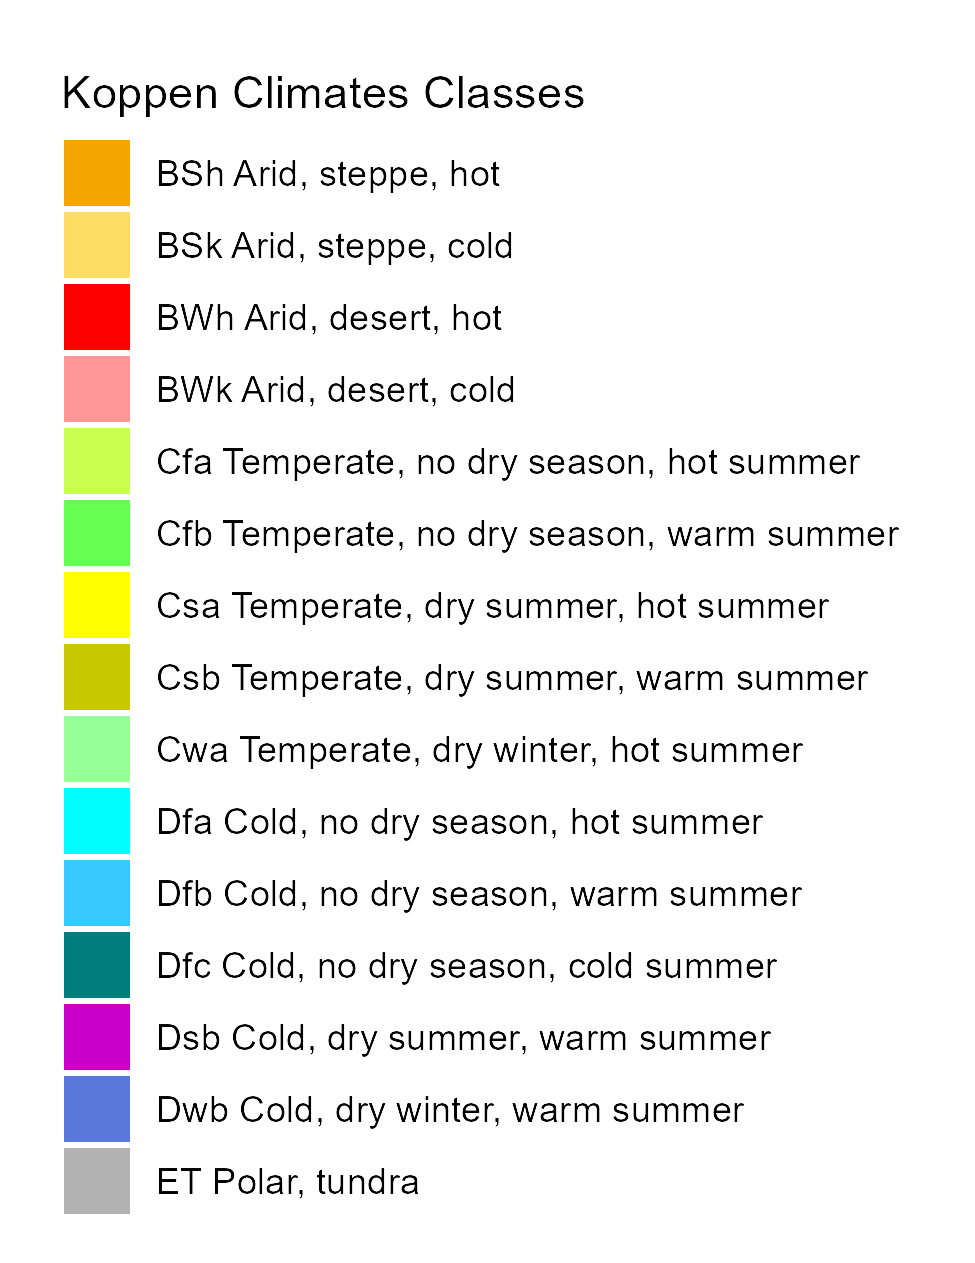 Koppen Climates Classes
BSh Arid, steppe, hot
BSk Arid, steppe, cold
BWh Arid, desert, hot
BWk Arid, desert, cold
Cfa Temperate, no dry season, hot summer
Cfb Temperate, no dry season, warm summer
Csa Temperate, dry summer, hot summer
Csb Temperate, dry summer, warm summer
Cwa Temperate, dry winter, hot summer
Dfa Cold, no dry season, hot summer
Dfb Cold, no dry season, warm summer
Dfc Cold, no dry season, cold summer
Dsb Cold, dry summer, warm summer
Dwb Cold, dry winter, warm summer
ET Polar, tundra